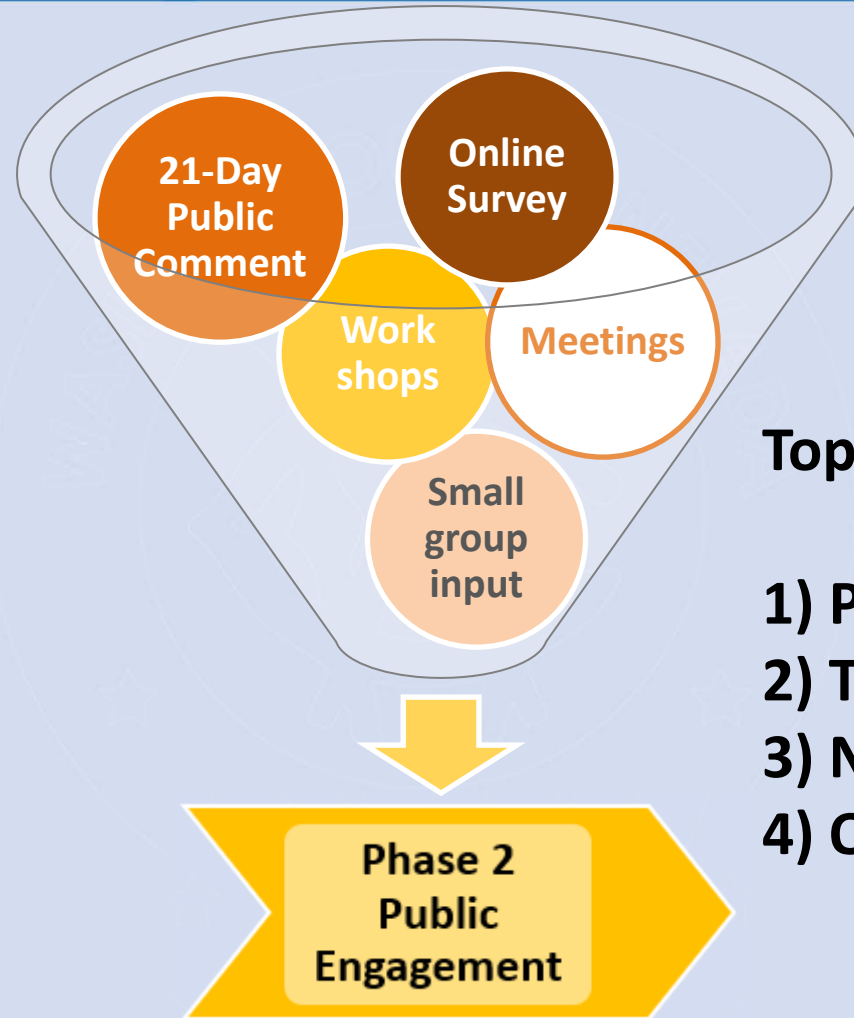 21-Day
Public
Comment
Online
Survey
Work
shops
Meetings
Small
group
input
Phase 2
Public
Engagement
Top
1) P
2) T
3) N
4)